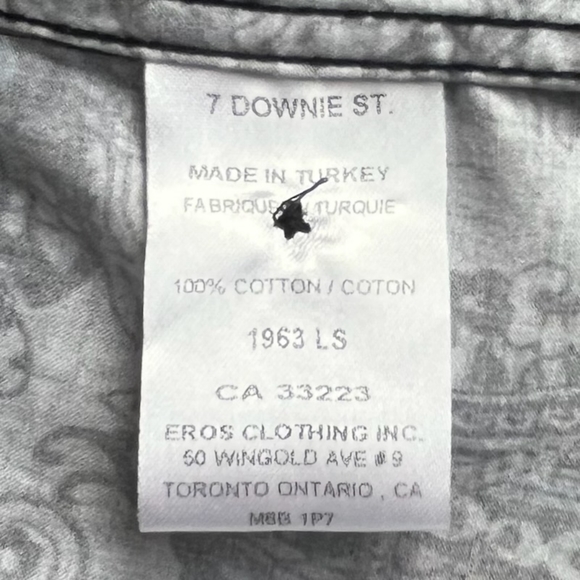 7 DOWNIE ST.
MADE IN TURKEY
FABRIQUE TURQUIE
100% COTTON / COTON
1963 LS
CA 33223
EROS CLOTHING INC.
50 WINGOLD AVE #9
TORONTO ONTARIO , CA
M6B 1P7